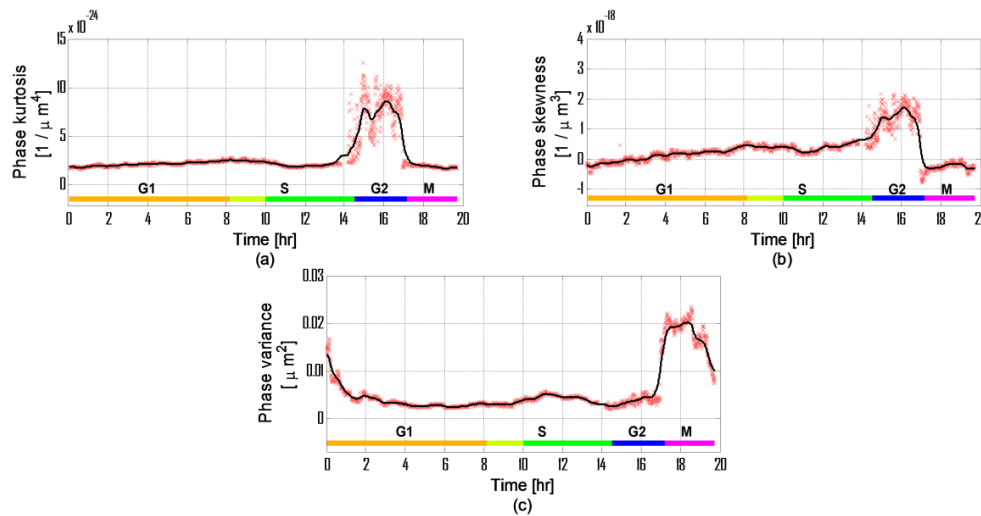 x 10^-24
15
10
5
0
Phase kurtosis
[1 / μ m^4]
G1 S G2 M
0 2 4 6 8 10 12 14 16 18 20
Time [hr]
(a)
x 10^-18
4
3
2
1
0
-1
Phase skewness
[1 / μ m^3]
G1 S G2 M
0 2 4 6 8 10 12 14 16 18 2
Time [hr]
(b)
0.03
0.02
0.01
0
Phase variance
[ μ m^2]
G1 S G2 M
0 2 4 6 8 10 12 14 16 18 20
Time [hr]
(c)